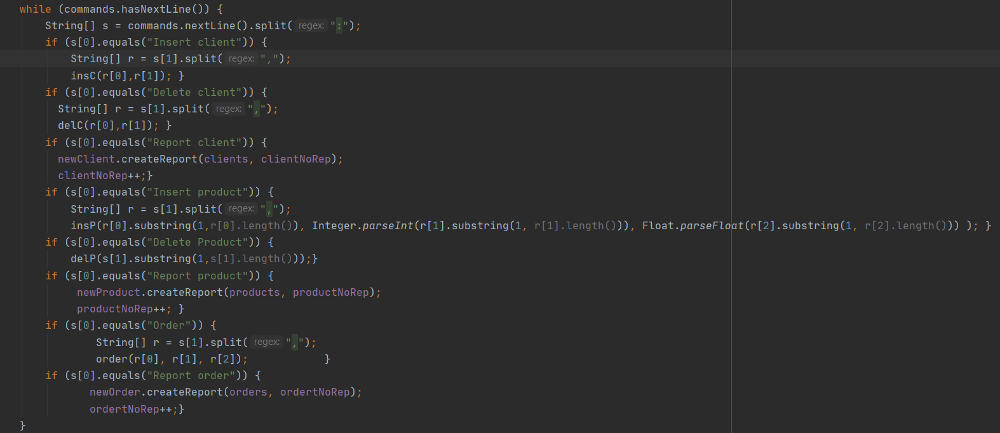 while (commands.hasNextLine()) {
String[] s = commands.nextLine().split( regex: ":");
if (s[0].equals("Insert client")) {
String[] r = s[1].split( regex: ",");
insC(r[0],r[1]); }
if (s[0].equals("Delete client")) {
String[] r = s[1].split( regex: ",");
delC(r[0],r[1]); }
if (s[0].equals("Report client")) {
newClient.createReport(clients, clientNoRep);
clientNoRep++;}
if (s[0].equals("Insert product")) {
String[] r = s[1].split( regex: ",");
insP(r[0].substring(1,r[0].length()), Integer.parseInt(r[1].substring(1, r[1].length())), Float.parseFloat(r[2].substring(1, r[2].length())) ); }
if (s[0].equals("Delete Product")) {
delP(s[1].substring(1,s[1].length()));}
if (s[0].equals("Report product")) {
newProduct.createReport(products, productNoRep);
productNoRep++; }
if (s[0].equals("Order")) {
String[] r = s[1].split( regex: ",");
order(r[0], r[1], r[2]); }
if (s[0].equals("Report order")) {
newOrder.createReport(orders, ordertNoRep);
ordertNoRep++;}
}